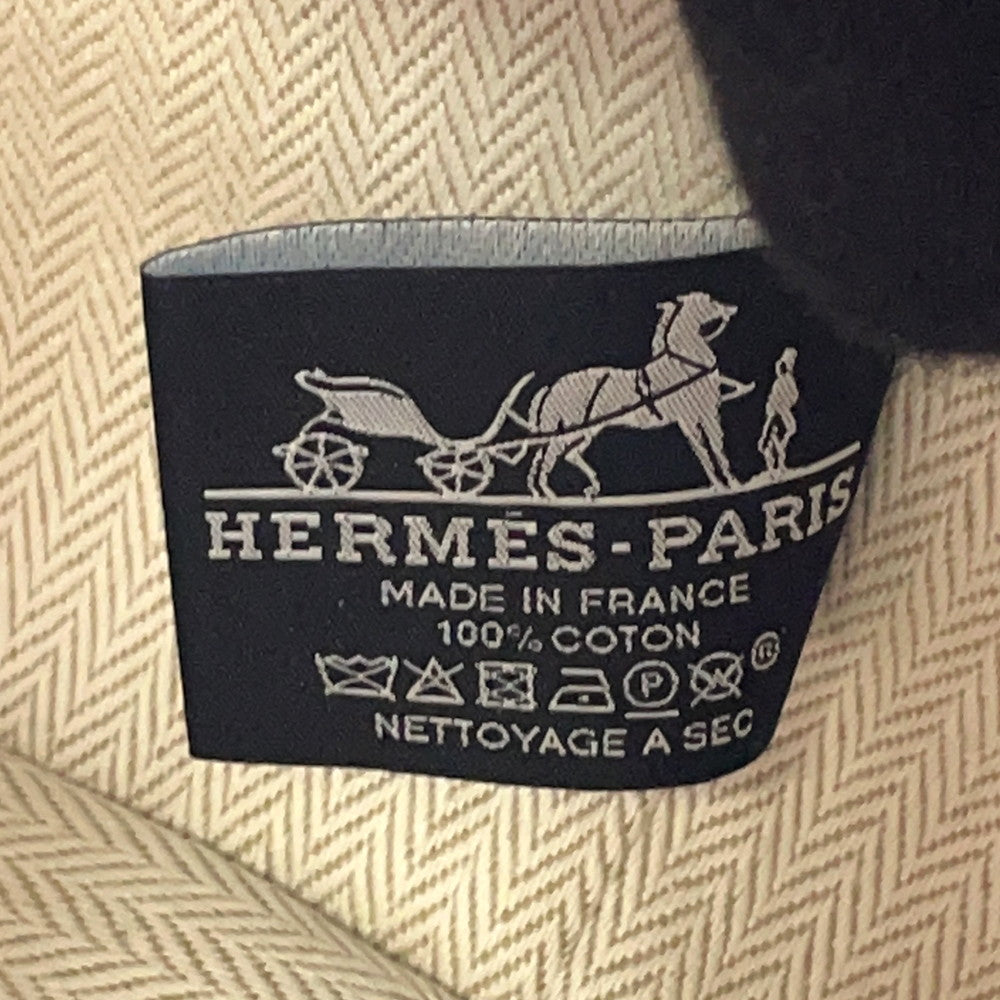 HERMÈS-PARIS
MADE IN FRANCE
100% COTON
P W ®
NETTOYAGE A SEC